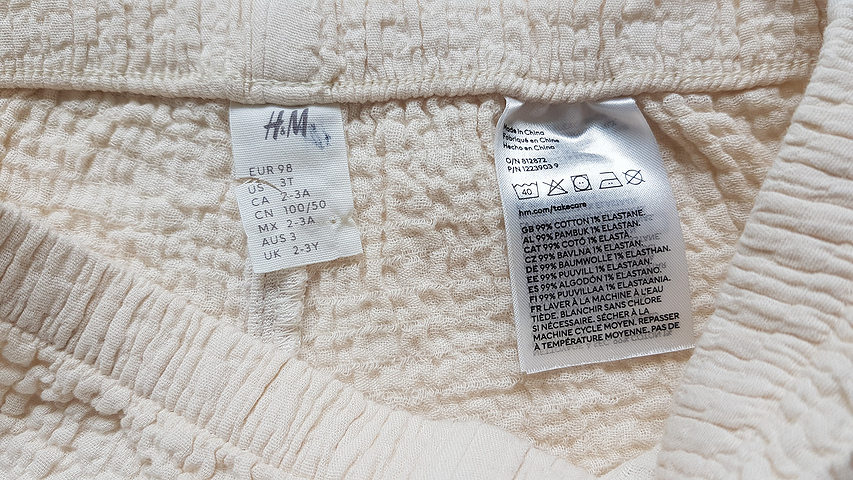 H&M
EUR 98
US 3T
CA 2-3A
CN 100/50
MX 2-3A
AUS 3
UK 2-3Y
Made in China
Fabriqué en Chine
Hecho en China
O/N 812872
P/N 1223903 9
40
hm.com/takecare
GB 99% COTTON 1% ELASTANE.
AL 99% PAMBUK 1% ELASTAN.
CAT 99% COTÓ 1% ELASTÀ.
CZ 99% BAVLNA 1% ELASTAN.
DE 99% BAUMWOLLE 1% ELASTHAN.
EE 99% PUUVILL 1% ELASTAAN.
ES 99% ALGODÓN 1% ELASTANO.
FI 99% PUUVILLAA 1% ELASTAANIA.
FR LAVER À LA MACHINE À L'EAU
TIÈDE. BLANCHIR SANS CHLORE
SI NÉCESSAIRE. SÉCHER À LA
MACHINE CYCLE MOYEN. REPASSER
À TEMPÉRATURE MOYENNE. PAS DE